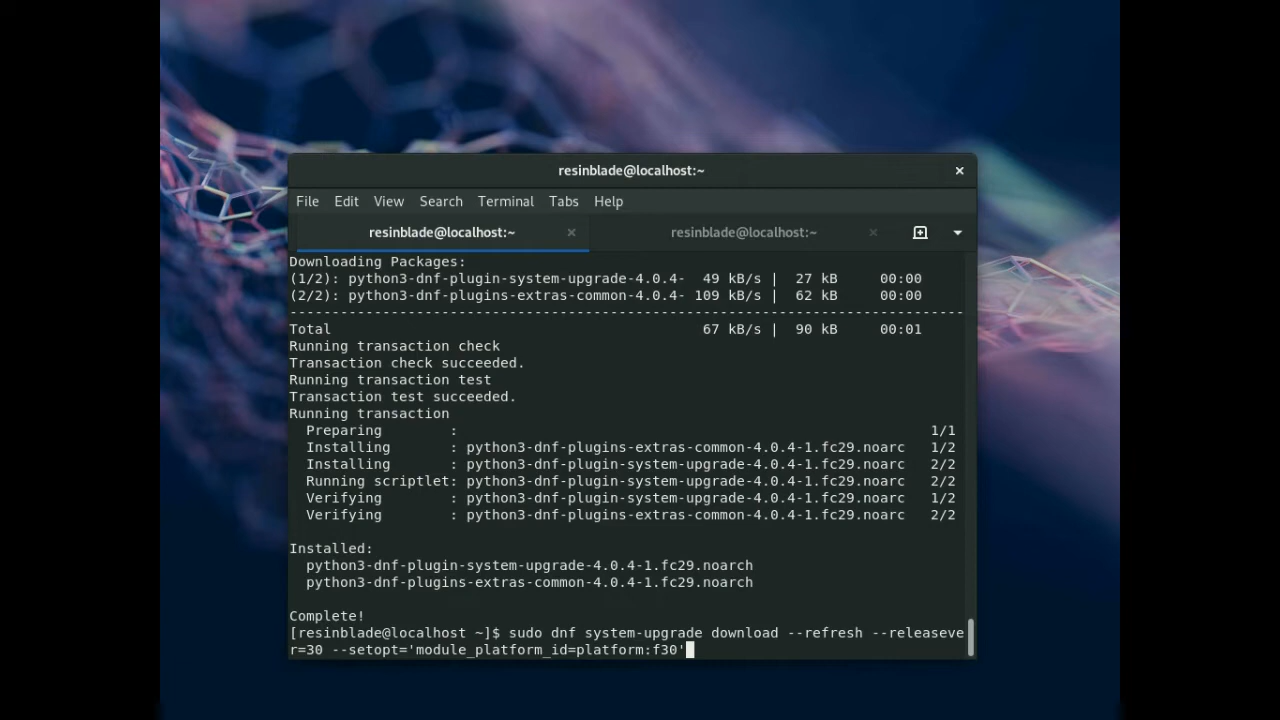 resinblade@localhost:~
File Edit View Search Terminal Tabs Help
resinblade@localhost:~ resinblade@localhost:~
Downloading Packages:
(1/2): python3-dnf-plugin-system-upgrade-4.0.4- 49 kB/s | 27 kB 00:00
(2/2): python3-dnf-plugins-extras-common-4.0.4- 109 kB/s | 62 kB 00:00
--------------------------------------------------------------------------------
Total 67 kB/s | 90 kB 00:01
Running transaction check
Transaction check succeeded.
Running transaction test
Transaction test succeeded.
Running transaction
Preparing : 1/1
Installing : python3-dnf-plugins-extras-common-4.0.4-1.fc29.noarc 1/2
Installing : python3-dnf-plugin-system-upgrade-4.0.4-1.fc29.noarc 2/2
Running scriptlet: python3-dnf-plugin-system-upgrade-4.0.4-1.fc29.noarc 2/2
Verifying : python3-dnf-plugin-system-upgrade-4.0.4-1.fc29.noarc 1/2
Verifying : python3-dnf-plugins-extras-common-4.0.4-1.fc29.noarc 2/2
Installed:
python3-dnf-plugin-system-upgrade-4.0.4-1.fc29.noarch
python3-dnf-plugins-extras-common-4.0.4-1.fc29.noarch
Complete!
[resinblade@localhost ~]$ sudo dnf system-upgrade download --refresh --releaseve
r=30 --setopt='module_platform_id=platform:f30'